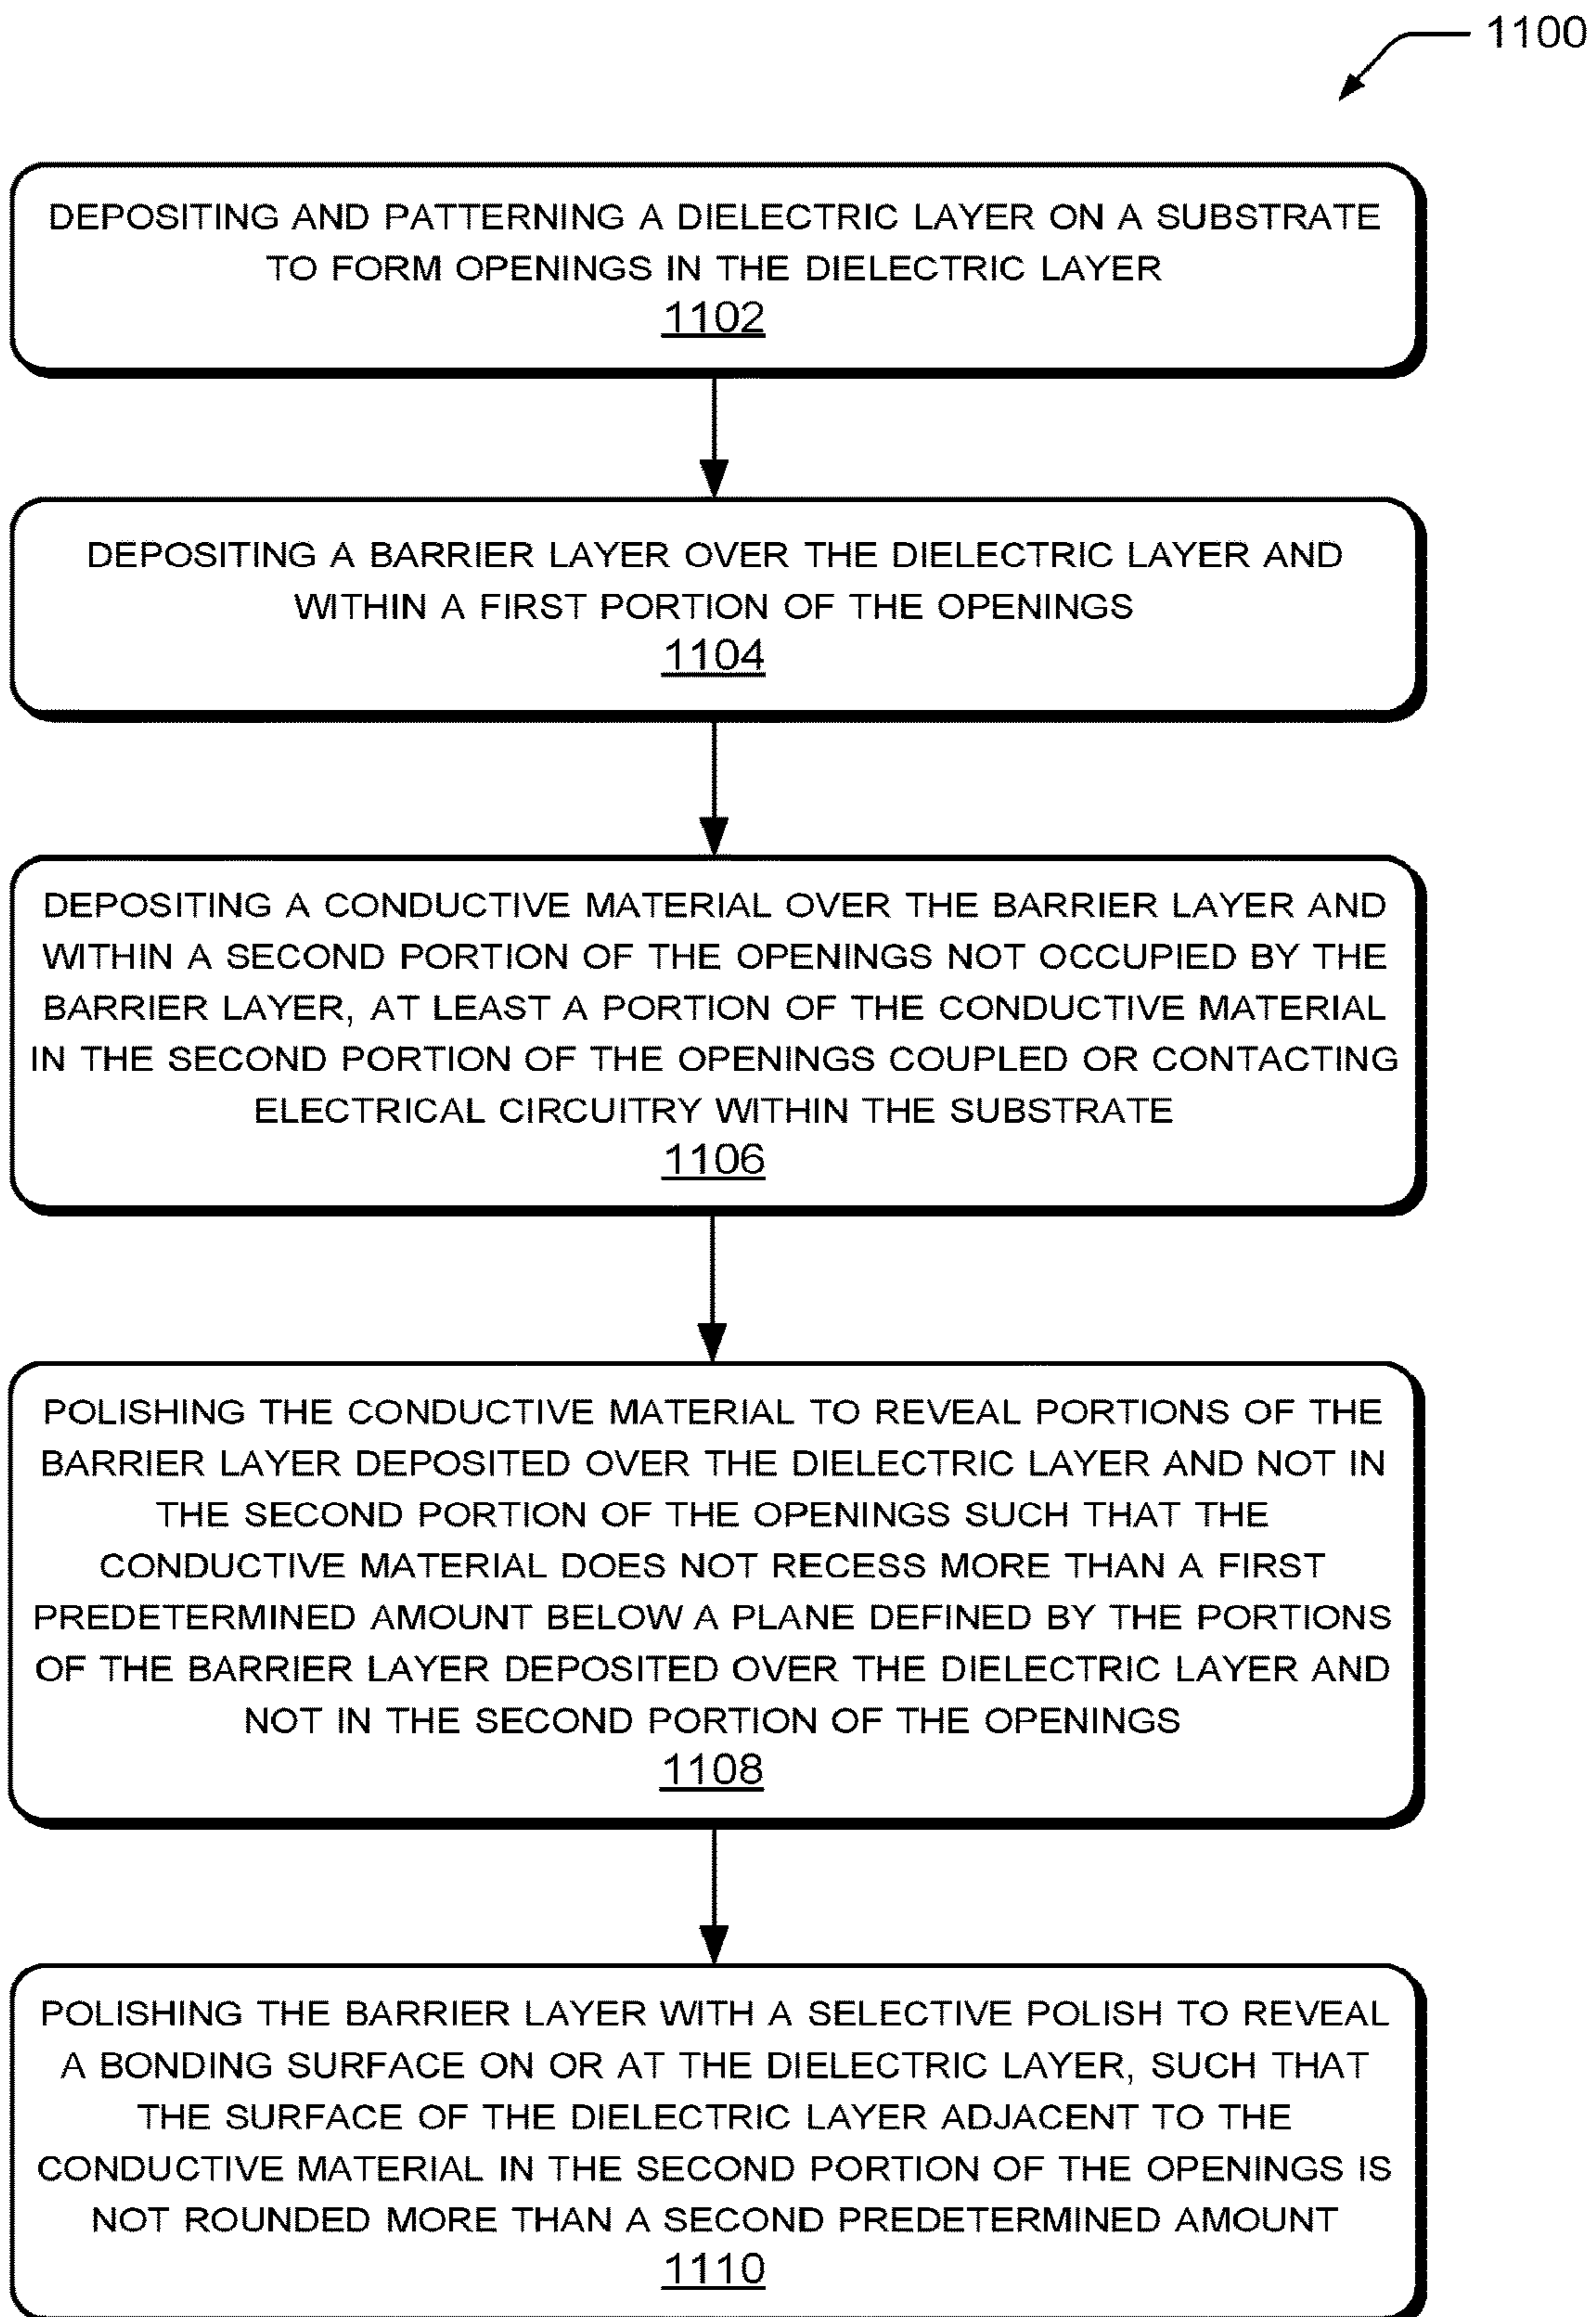 1100
DEPOSITING AND PATTERNING A DIELECTRIC LAYER ON A SUBSTRATE
TO FORM OPENINGS IN THE DIELECTRIC LAYER
1102
DEPOSITING A BARRIER LAYER OVER THE DIELECTRIC LAYER AND
WITHIN A FIRST PORTION OF THE OPENINGS
1104
DEPOSITING A CONDUCTIVE MATERIAL OVER THE BARRIER LAYER AND
WITHIN A SECOND PORTION OF THE OPENINGS NOT OCCUPIED BY THE
BARRIER LAYER, AT LEAST A PORTION OF THE CONDUCTIVE MATERIAL
IN THE SECOND PORTION OF THE OPENINGS COUPLED OR CONTACTING
ELECTRICAL CIRCUITRY WITHIN THE SUBSTRATE
1106
POLISHING THE CONDUCTIVE MATERIAL TO REVEAL PORTIONS OF THE
BARRIER LAYER DEPOSITED OVER THE DIELECTRIC LAYER AND NOT IN
THE SECOND PORTION OF THE OPENINGS SUCH THAT THE
CONDUCTIVE MATERIAL DOES NOT RECESS MORE THAN A FIRST
PREDETERMINED AMOUNT BELOW A PLANE DEFINED BY THE PORTIONS
OF THE BARRIER LAYER DEPOSITED OVER THE DIELECTRIC LAYER AND
NOT IN THE SECOND PORTION OF THE OPENINGS
1108
POLISHING THE BARRIER LAYER WITH A SELECTIVE POLISH TO REVEAL
A BONDING SURFACE ON OR AT THE DIELECTRIC LAYER, SUCH THAT
THE SURFACE OF THE DIELECTRIC LAYER ADJACENT TO THE
CONDUCTIVE MATERIAL IN THE SECOND PORTION OF THE OPENINGS IS
NOT ROUNDED MORE THAN A SECOND PREDETERMINED AMOUNT
1110